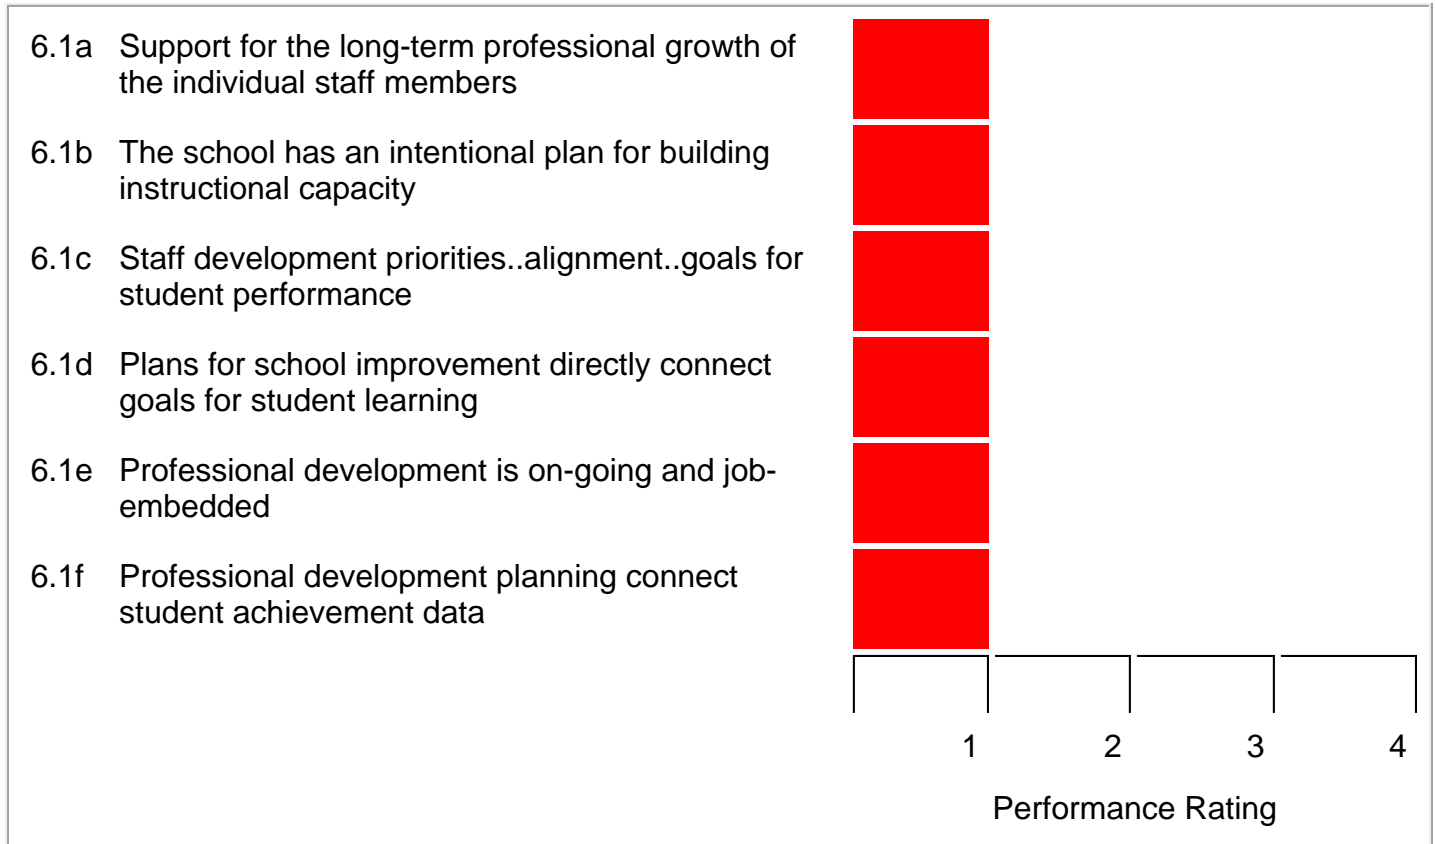 6.1a Support for the long-term professional growth of
the individual staff members
6.1b The school has an intentional plan for building
instructional capacity
6.1c Staff development priorities..alignment..goals for
student performance
6.1d Plans for school improvement directly connect
goals for student learning
6.1e Professional development is on-going and job-
embedded
6.1f Professional development planning connect
student achievement data
1 2 3 4
Performance Rating